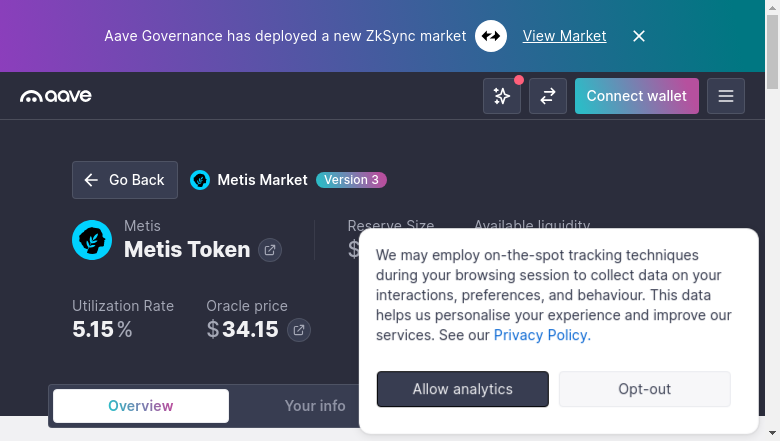 Aave Governance has deployed a new ZkSync market View Market
aave
Connect wallet
Go Back
Metis Market
Version 3
Metis
Metis Token
Reserve Size
Available liquidity
$
Utilization Rate
5.15 %
Oracle price
$ 34.15
We may employ on-the-spot tracking techniques
during your browsing session to collect data on your
interactions, preferences, and behaviour. This data
helps us personalise your experience and improve our
services. See our Privacy Policy.
Allow analytics
Opt-out
Overview
Your info